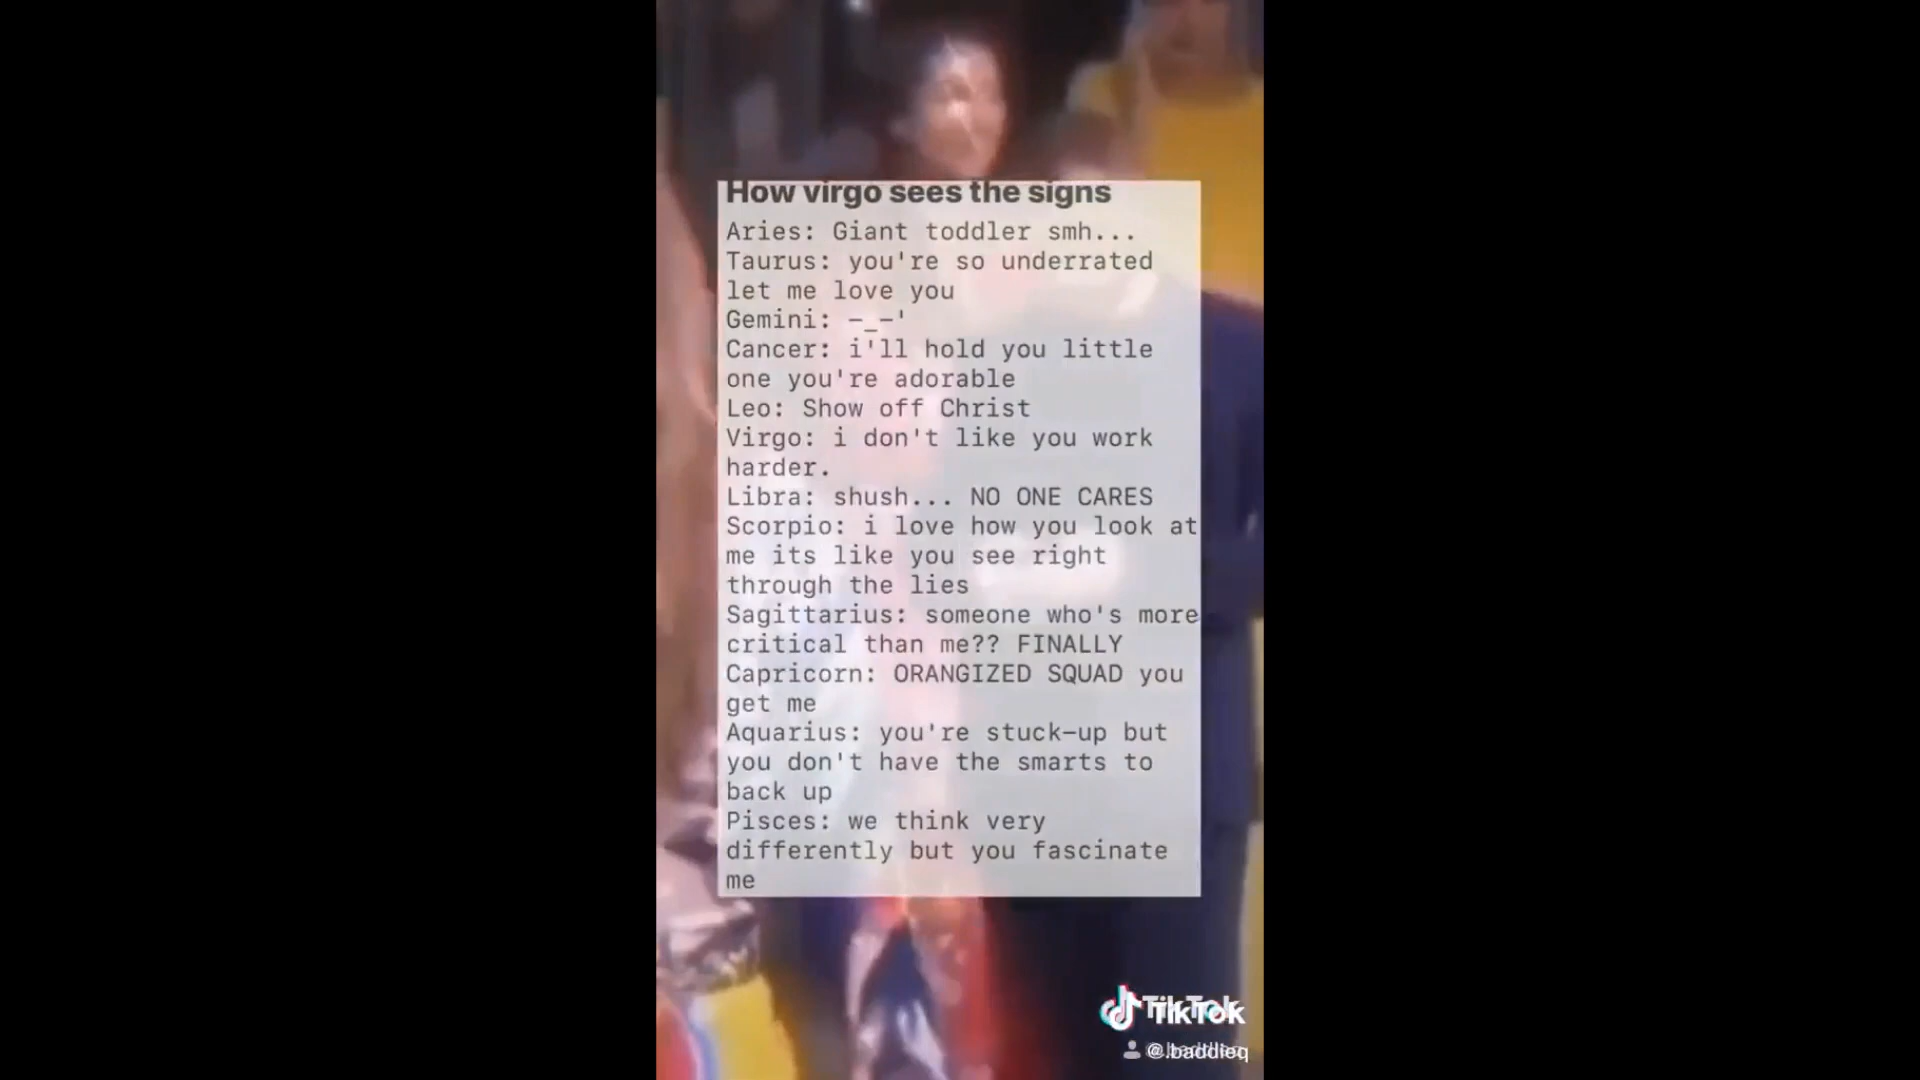 How virgo sees the signs
Aries: Giant toddler smh...
Taurus: you're so underrated
let me love you
Gemini: -_-'
Cancer: i'll hold you little
one you're adorable
Leo: Show off Christ
Virgo: i don't like you work
harder.
Libra: shush... NO ONE CARES
Scorpio: i love how you look at
me its like you see right
through the lies
Sagittarius: someone who's more
critical than me?? FINALLY
Capricorn: ORANGIZED SQUAD you
get me
Aquarius: you're stuck-up but
you don't have the smarts to
back up
Pisces: we think very
differently but you fascinate
me
TikTok
@.baddieq